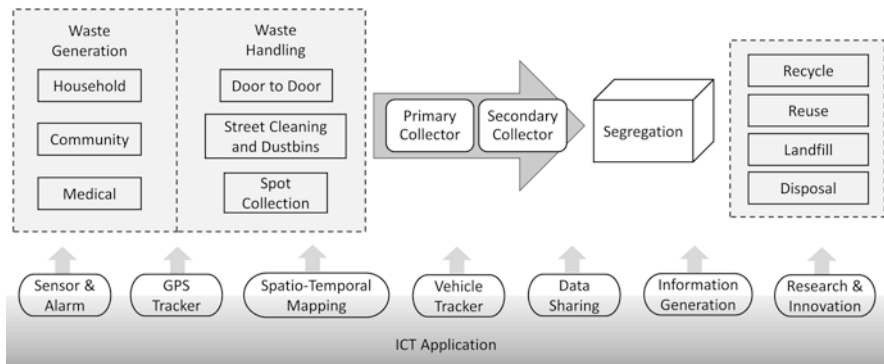 Waste
Generation
Household
Community
Medical
Waste
Handling
Door to Door
Street Cleaning
and Dustbins
Spot
Collection
Primary
Collector
Secondary
Collector
Segregation
Recycle
Reuse
Landfill
Disposal
Sensor &
Alarm
GPS
Tracker
Spatio-Temporal
Mapping
Vehicle
Tracker
Data
Sharing
Information
Generation
Research &
Innovation
ICT Application